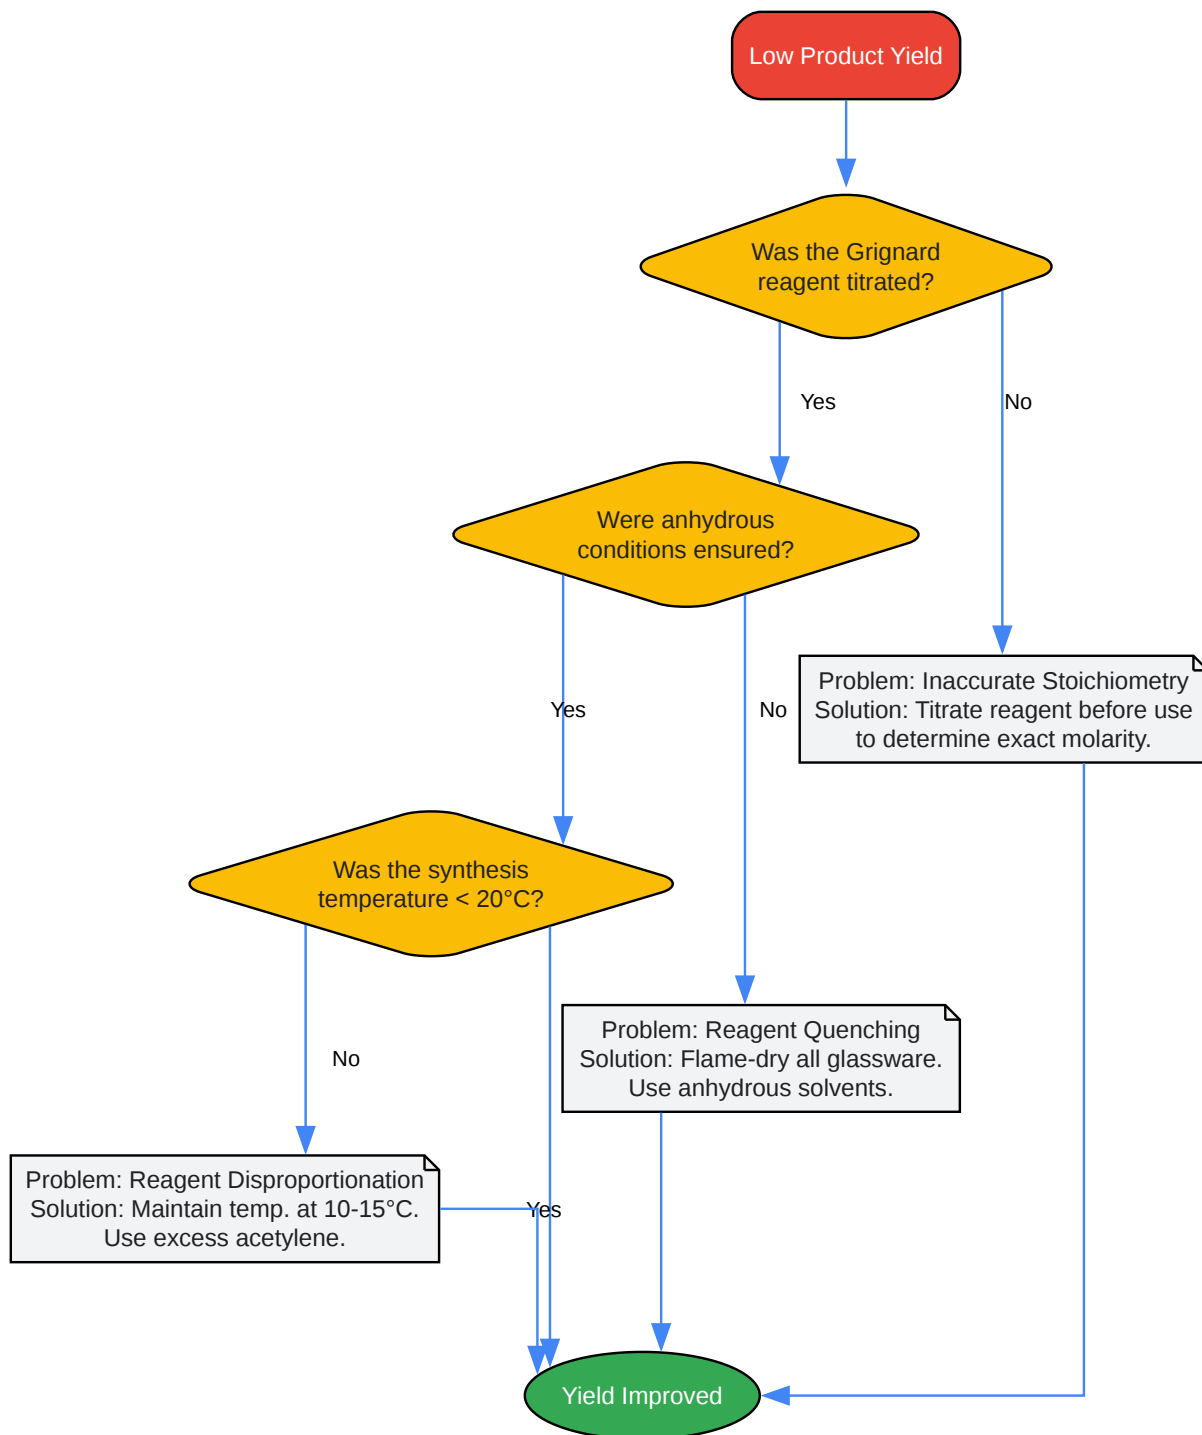 Low Product Yield
Was the Grignard
reagent titrated?
Yes
No
Were anhydrous
conditions ensured?
Problem: Inaccurate Stoichiometry
Solution: Titrate reagent before use
to determine exact molarity.
Yes
No
Was the synthesis
temperature < 20°C?
Problem: Reagent Quenching
Solution: Flame-dry all glassware.
Use anhydrous solvents.
No
Problem: Reagent Disproportionation
Solution: Maintain temp. at 10-15°C.
Use excess acetylene.
Yes
Yield Improved